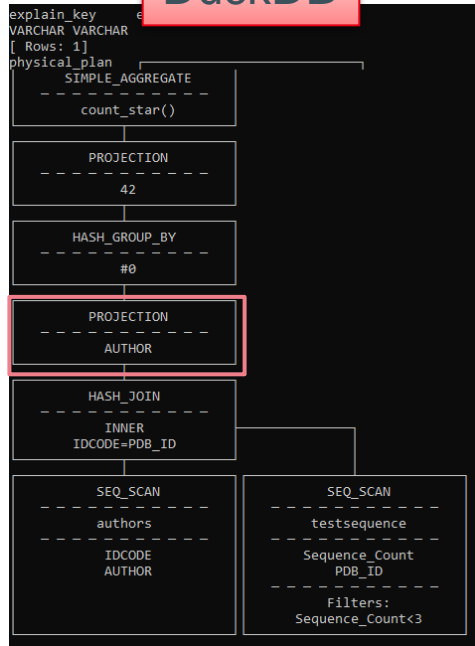 DuckDB
explain_key
VARCHAR VARCHAR
[ Rows: 1]
physical_plan
SIMPLE_AGGREGATE
count_star()
PROJECTION
42
HASH_GROUP_BY
#0
PROJECTION
AUTHOR
HASH_JOIN
INNER
IDCODE=PDB_ID
SEQ_SCAN
authors
IDCODE
AUTHOR
SEQ_SCAN
testsequence
Sequence_Count
PDB_ID
Filters:
Sequence_Count<3